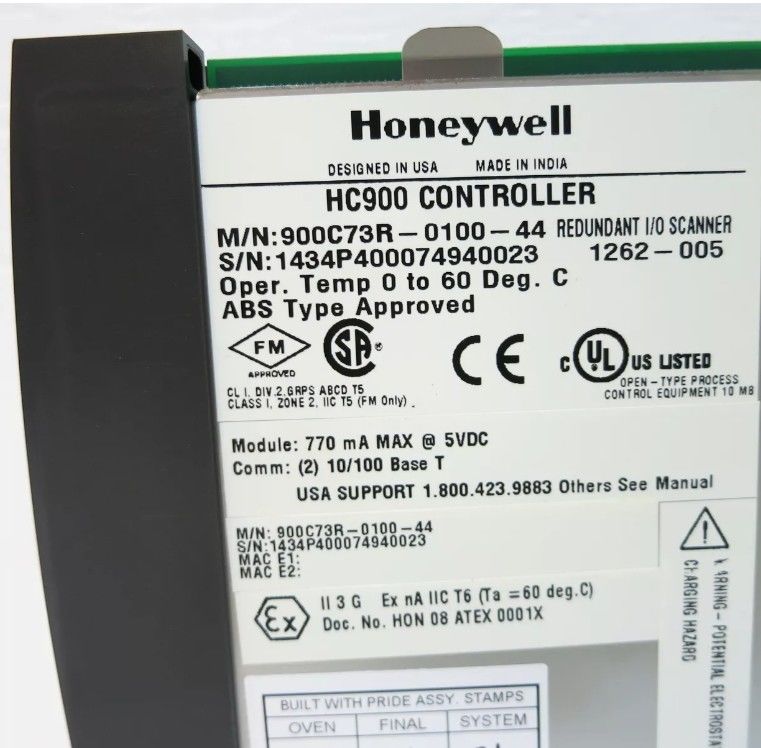 Honeywell
DESIGNED IN USA MADE IN INDIA
HC900 CONTROLLER
M/N:900C73R-0100-44 REDUNDANT I/O SCANNER
S/N:1434P400074940023 1262-005
Oper. Temp 0 to 60 Deg. C
ABS Type Approved
FM
APPROVED
SA
CE
c UL US LISTED
CL I, DIV.2,GRPS ABCD T5
CLASS I, ZONE 2, IIC T5 (FM Only)
OPEN-TYPE PROCESS
CONTROL EQUIPMENT 10 M8
Module: 770 mA MAX @ 5VDC
Comm: (2) 10/100 Base T
USA SUPPORT 1.800.423.9883 Others See Manual
M/N: 900C73R-0100-44
S/N:1434P400074940023
MAC E1:
MAC E2:
Ex II 3 G Ex nA IIC T6 (Ta =60 deg.C)
Doc. No. HON 08 ATEX 0001X
- POTENTIAL
CHARGING HAZARD
BUILT WITH PRIDE ASSY. STAMPS
OVEN FINAL SYSTEM